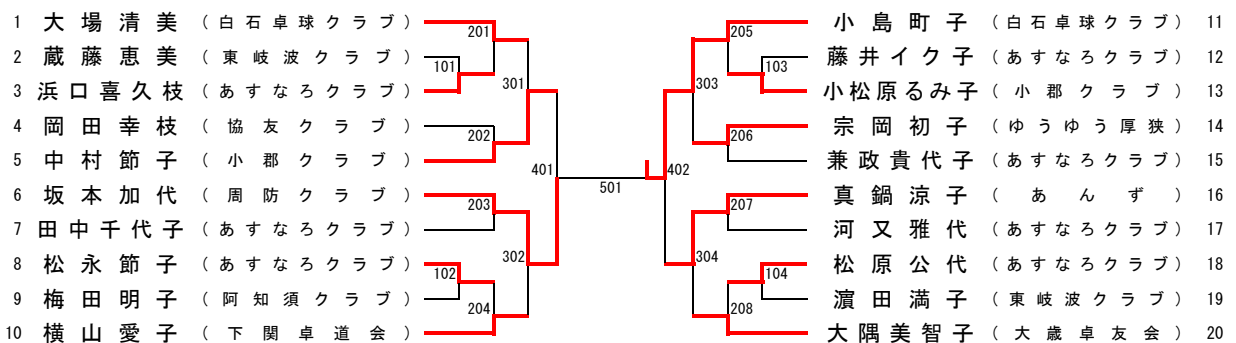 1 大場清美 (白石卓球クラブ)
2 蔵藤恵美 (東岐波クラブ)
3 浜口喜久枝 (あすなろクラブ)
4 岡田幸枝 (協友クラブ)
5 中村節子 (小郡クラブ)
6 坂本加代 (周防クラブ)
7 田中千代子 (あすなろクラブ)
8 松永節子 (あすなろクラブ)
9 梅田明子 (阿知須クラブ)
10 横山愛子 (下関卓道会)
201
101
301
202
401
203
302
102
204
501
205
103
303
206
402
207
304
104
208
小島町子 (白石卓球クラブ) 11
藤井イク子 (あすなろクラブ) 12
小松原るみ子 (小郡クラブ) 13
宗岡初子 (ゆうゆう厚狭) 14
兼政貴代子 (あすなろクラブ) 15
真鍋涼子 (あんず) 16
河又雅代 (あすなろクラブ) 17
松原公代 (あすなろクラブ) 18
濵田満子 (東岐波クラブ) 19
大隅美智子 (大歳卓友会) 20